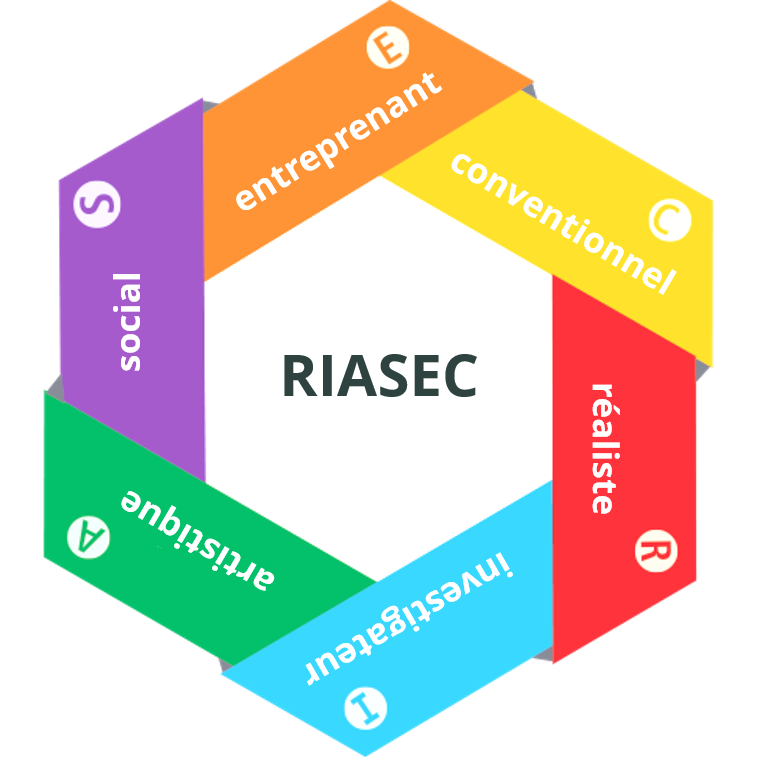 E
entreprenant
C
conventionnel
réaliste
R
investigateur
I
artistique
A
social
S
RIASEC